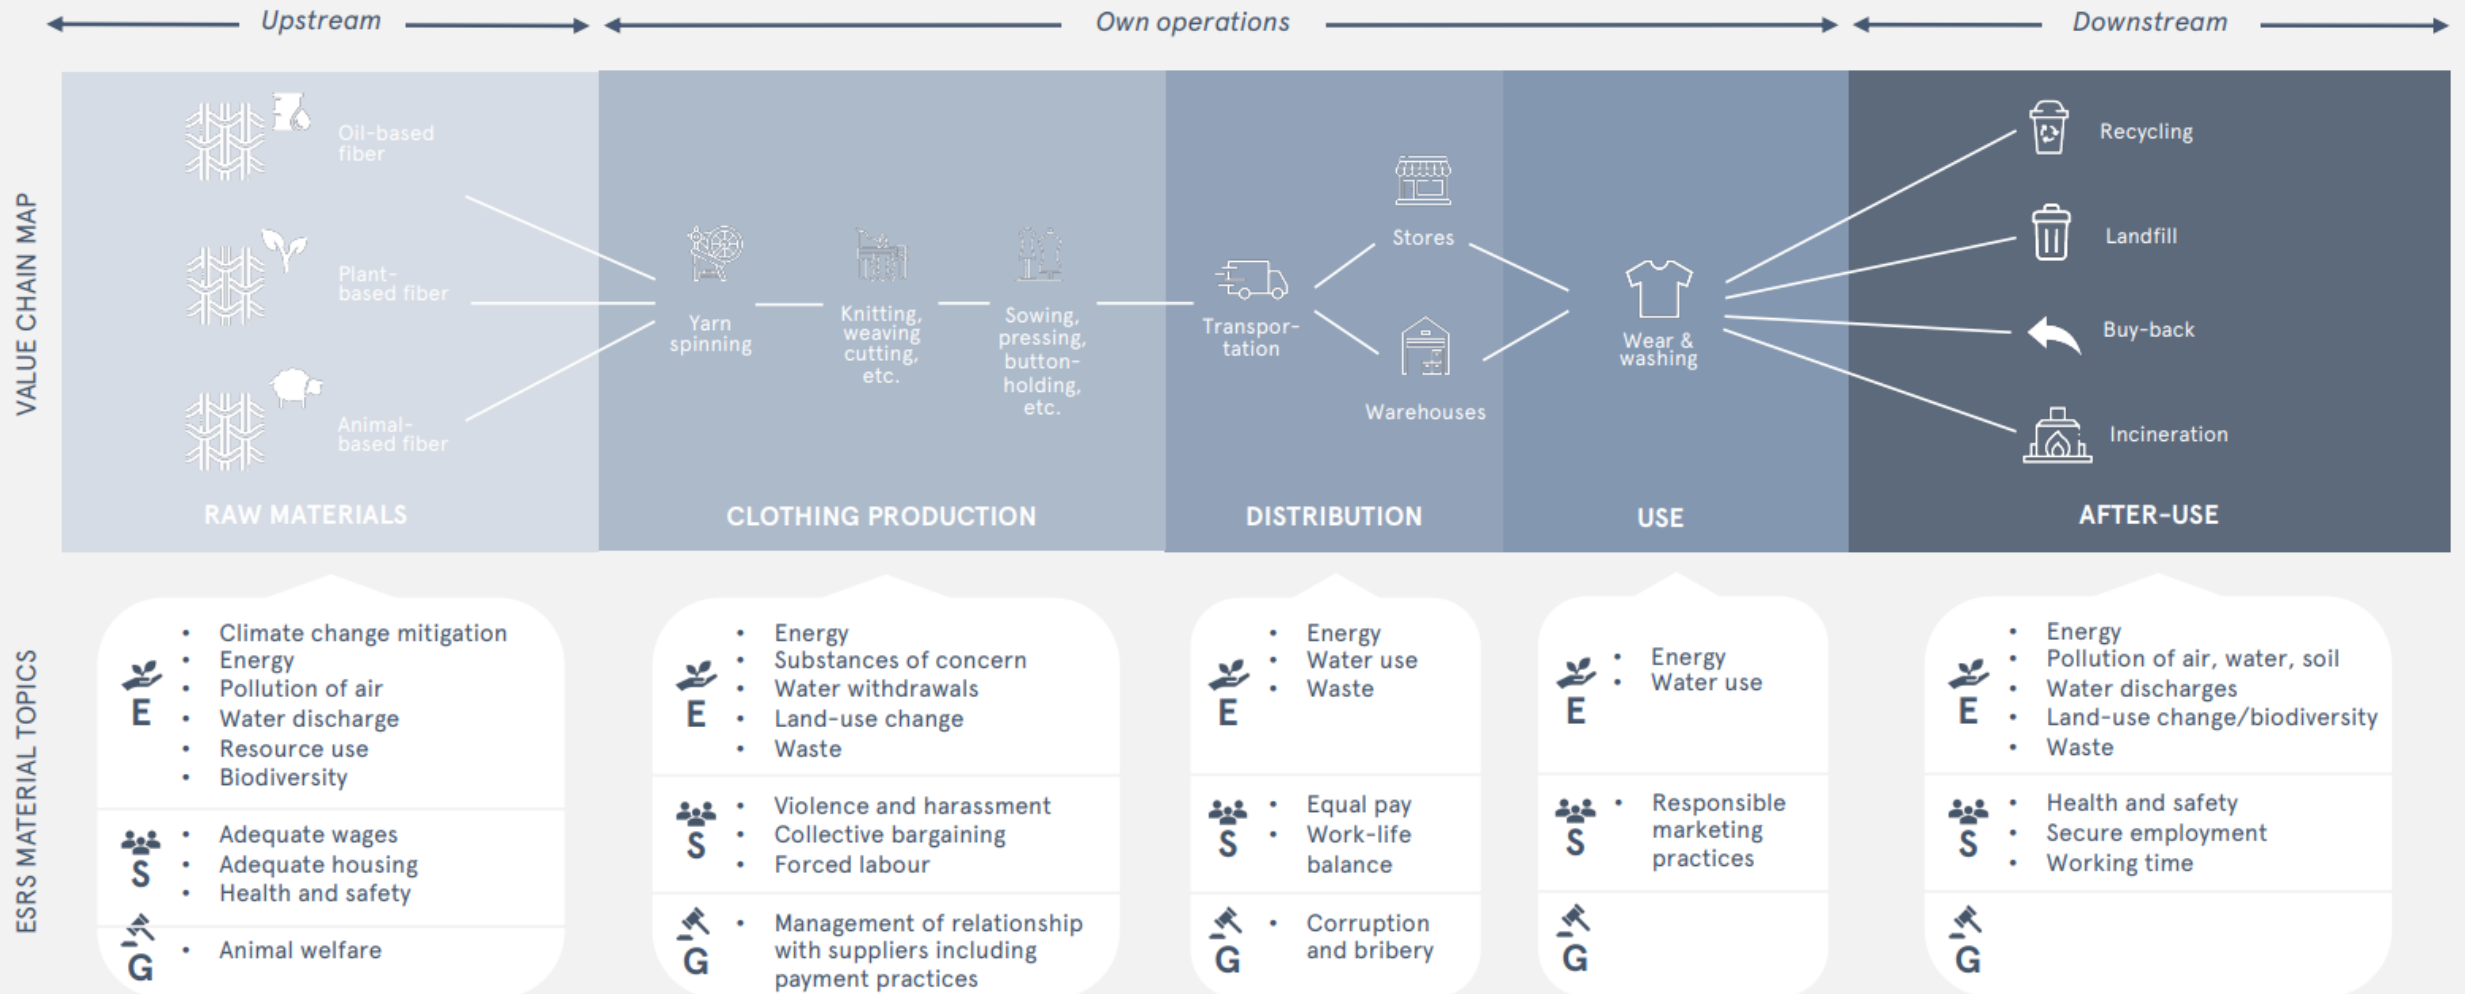 Upstream
Own operations
Downstream
VALUE CHAIN MAP
Oil-based
fiber
Plant-
based fiber
Animal-
based fiber
RAW MATERIALS
Yarn
spinning
Knitting,
weaving
cutting,
etc.
Sowing,
pressing,
button-
holding,
etc.
CLOTHING PRODUCTION
Transpor-
tation
Stores
Warehouses
DISTRIBUTION
Wear &
washing
USE
Recycling
Landfill
Buy-back
Incineration
AFTER-USE
ESRS MATERIAL TOPICS
E
• Climate change mitigation
• Energy
• Pollution of air
• Water discharge
• Resource use
• Biodiversity
S
• Adequate wages
• Adequate housing
• Health and safety
G
• Animal welfare
E
• Energy
• Substances of concern
• Water withdrawals
• Land-use change
• Waste
S
• Violence and harassment
• Collective bargaining
• Forced labour
G
• Management of relationship
with suppliers including
payment practices
E
• Energy
• Water use
• Waste
S
• Equal pay
• Work-life
balance
G
• Corruption
and bribery
E
• Energy
• Water use
S
• Responsible
marketing
practices
G
E
• Energy
• Pollution of air, water, soil
• Water discharges
• Land-use change/biodiversity
• Waste
S
• Health and safety
• Secure employment
• Working time
G